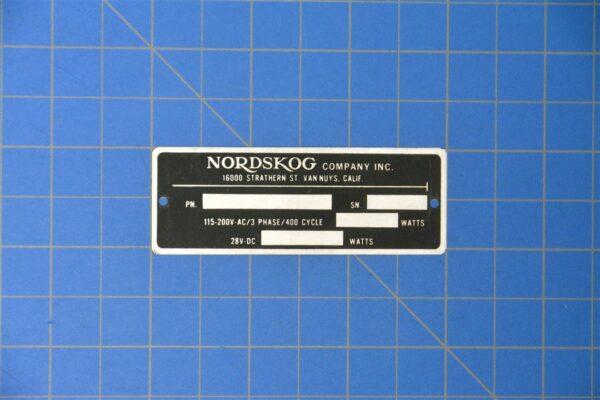 NORDSKOG COMPANY INC.
16000 STRATHERN ST. VAN NUYS, CALIF.
PN. SN
115-200V-AC/3 PHASE/400 CYCLE WATTS
28V-DC WATTS